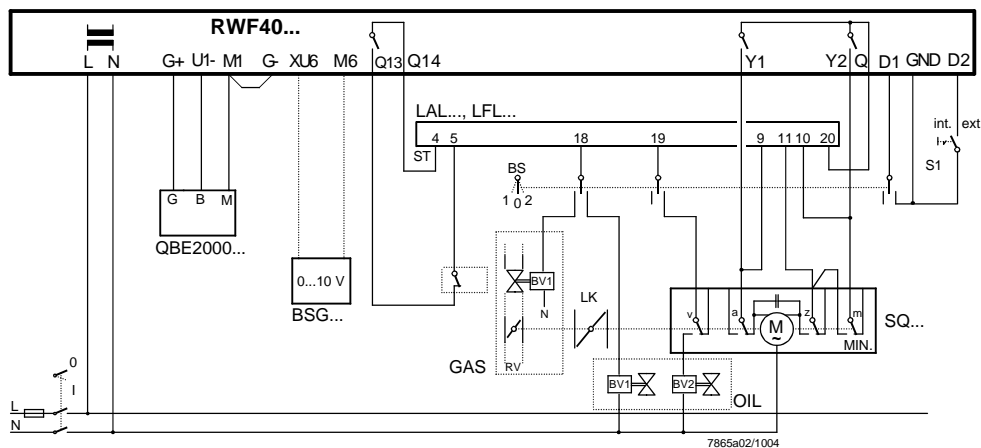 RWF40...
L N G+ U1- M1 G- XU6 M6 Q13 Q14 Y1 Y2 Q D1 GND D2
LAL..., LFL...
int. ext
4 5 18 19 9 11 10 20
ST
S1
BS
1 0 2
G B M
QBE2000...
0...10 V
BSG...
BV1
N
LK
v a z m
M
~
SQ...
MIN.
GAS
RV
0
I
BV1 BV2
OIL
L
N
7865a02/1004